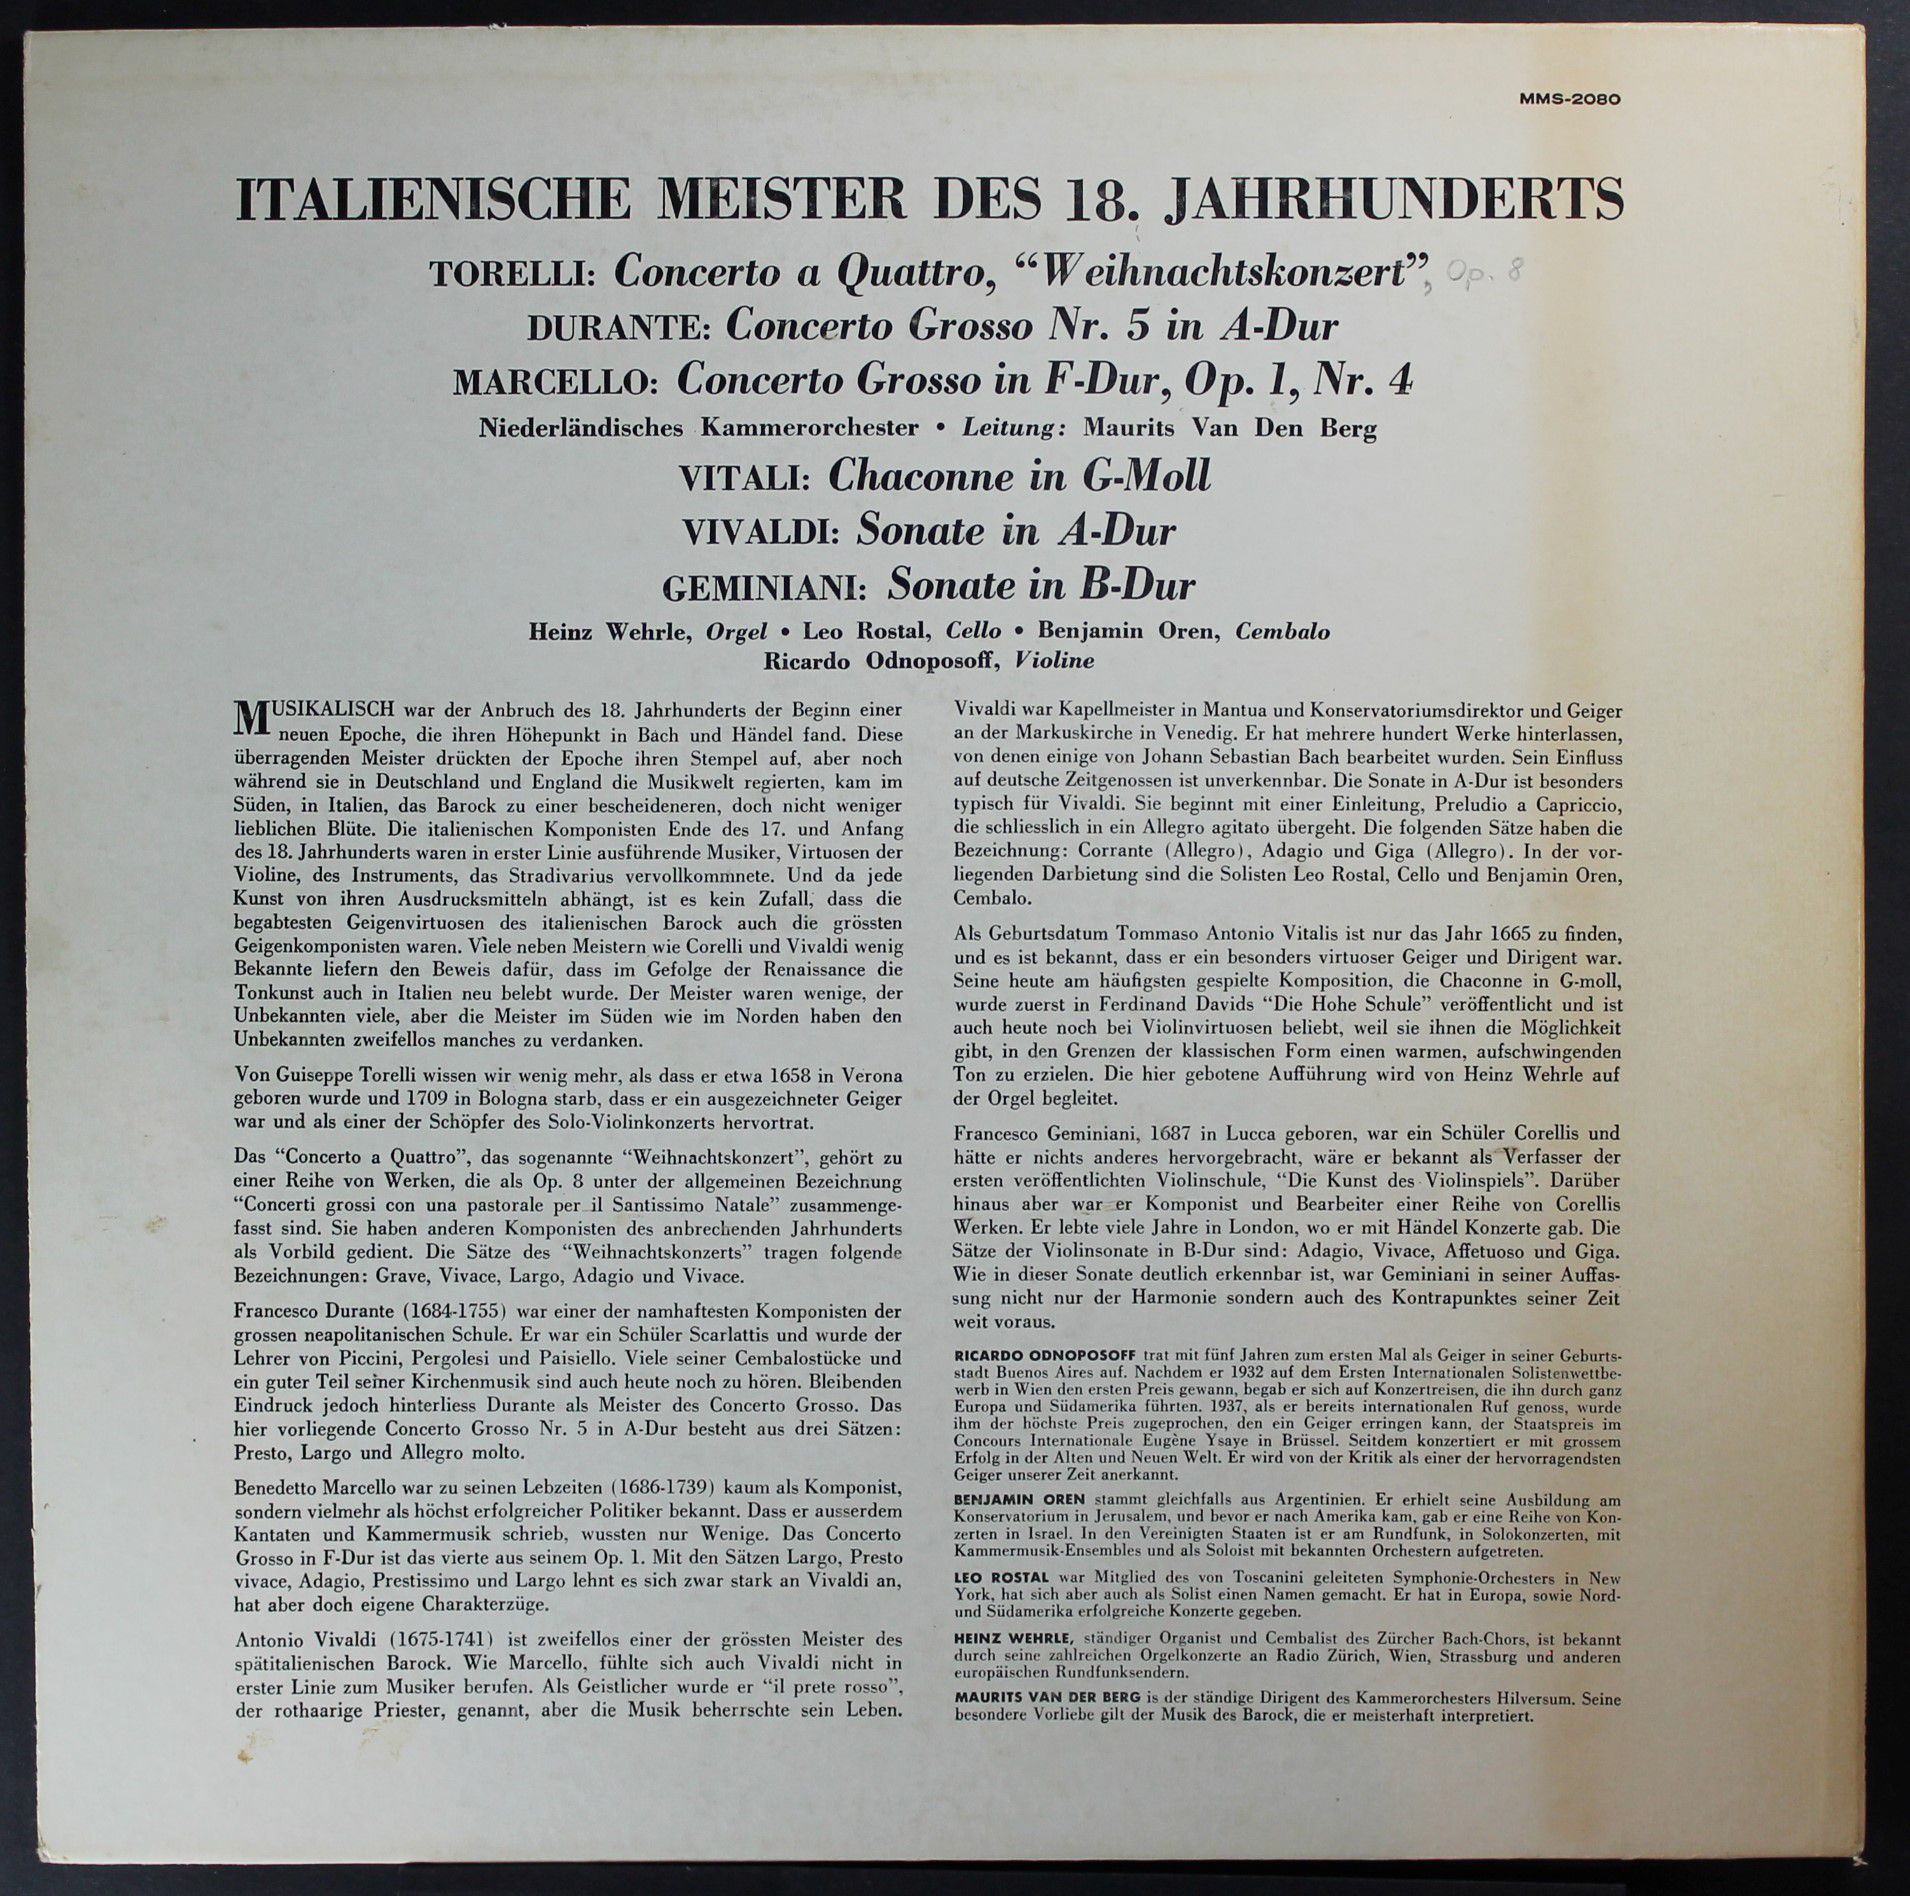 MMS-2080
ITALIENISCHE MEISTER DES 18. JAHRHUNDERTS
TORELLI: Concerto a Quattro, “Weihnachtskonzert”, Op. 8
DURANTE: Concerto Grosso Nr. 5 in A-Dur
MARCELLO: Concerto Grosso in F-Dur, Op. 1, Nr. 4
Niederländisches Kammerorchester • Leitung: Maurits Van Den Berg
VITALI: Chaconne in G-Moll
VIVALDI: Sonate in A-Dur
GEMINIANI: Sonate in B-Dur
Heinz Wehrle, Orgel • Leo Rostal, Cello • Benjamin Oren, Cembalo
Ricardo Odnoposoff, Violine
MUSIKALISCH war der Anbruch des 18. Jahrhunderts der Beginn einer
neuen Epoche, die ihren Höhepunkt in Bach und Händel fand. Diese
überragenden Meister drückten der Epoche ihren Stempel auf, aber noch
während sie in Deutschland und England die Musikwelt regierten, kam im
Süden, in Italien, das Barock zu einer bescheideneren, doch nicht weniger
lieblichen Blüte. Die italienischen Komponisten Ende des 17. und Anfang
des 18. Jahrhunderts waren in erster Linie ausführende Musiker, Virtuosen der
Violine, des Instruments, das Stradivarius vervollkommnete. Und da jede
Kunst von ihren Ausdrucksmitteln abhängt, ist es kein Zufall, dass die
begabtesten Geigenvirtuosen des italienischen Barock auch die grössten
Geigenkomponisten waren. Viele neben Meistern wie Corelli und Vivaldi wenig
Bekannte liefern den Beweis dafür, dass im Gefolge der Renaissance die
Tonkunst auch in Italien neu belebt wurde. Der Meister waren wenige, der
Unbekannten viele, aber die Meister im Süden wie im Norden haben den
Unbekannten zweifellos manches zu verdanken.
Von Guiseppe Torelli wissen wir wenig mehr, als dass er etwa 1658 in Verona
geboren wurde und 1709 in Bologna starb, dass er ein ausgezeichneter Geiger
war und als einer der Schöpfer des Solo-Violinkonzerts hervortrat.
Das “Concerto a Quattro”, das sogenannte “Weihnachtskonzert”, gehört zu
einer Reihe von Werken, die als Op. 8 unter der allgemeinen Bezeichnung
“Concerti grossi con una pastorale per il Santissimo Natale” zusammenge-
fasst sind. Sie haben anderen Komponisten des anbrechenden Jahrhunderts
als Vorbild gedient. Die Sätze des “Weihnachtskonzerts” tragen folgende
Bezeichnungen: Grave, Vivace, Largo, Adagio und Vivace.
Francesco Durante (1684-1755) war einer der namhaftesten Komponisten der
grossen neapolitanischen Schule. Er war ein Schüler Scarlattis und wurde der
Lehrer von Piccini, Pergolesi und Paisiello. Viele seiner Cembalostücke und
ein guter Teil seiner Kirchenmusik sind auch heute noch zu hören. Bleibenden
Eindruck jedoch hinterliess Durante als Meister des Concerto Grosso. Das
hier vorliegende Concerto Grosso Nr. 5 in A-Dur besteht aus drei Sätzen:
Presto, Largo und Allegro molto.
Benedetto Marcello war zu seinen Lebzeiten (1686-1739) kaum als Komponist,
sondern vielmehr als höchst erfolgreicher Politiker bekannt. Dass er ausserdem
Kantaten und Kammermusik schrieb, wussten nur Wenige. Das Concerto
Grosso in F-Dur ist das vierte aus seinem Op. 1. Mit den Sätzen Largo, Presto
vivace, Adagio, Prestissimo und Largo lehnt es sich zwar stark an Vivaldi an,
hat aber doch eigene Charakterzüge.
Antonio Vivaldi (1675-1741) ist zweifellos einer der grössten Meister des
spätitalienischen Barock. Wie Marcello, fühlte sich auch Vivaldi nicht in
erster Linie zum Musiker berufen. Als Geistlicher wurde er “il prete rosso”,
der rothaarige Priester, genannt, aber die Musik beherrschte sein Leben.
Vivaldi war Kapellmeister in Mantua und Konservatoriumsdirektor und Geiger
an der Markuskirche in Venedig. Er hat mehrere hundert Werke hinterlassen,
von denen einige von Johann Sebastian Bach bearbeitet wurden. Sein Einfluss
auf deutsche Zeitgenossen ist unverkennbar. Die Sonate in A-Dur ist besonders
typisch für Vivaldi. Sie beginnt mit einer Einleitung, Preludio a Capriccio,
die schliesslich in ein Allegro agitato übergeht. Die folgenden Sätze haben die
Bezeichnung: Corrante (Allegro), Adagio und Giga (Allegro). In der vor-
liegenden Darbietung sind die Solisten Leo Rostal, Cello und Benjamin Oren,
Cembalo.
Als Geburtsdatum Tommaso Antonio Vitalis ist nur das Jahr 1665 zu finden,
und es ist bekannt, dass er ein besonders virtuoser Geiger und Dirigent war.
Seine heute am häufigsten gespielte Komposition, die Chaconne in G-moll,
wurde zuerst in Ferdinand Davids “Die Hohe Schule” veröffentlicht und ist
auch heute noch bei Violinvirtuosen beliebt, weil sie ihnen die Möglichkeit
gibt, in den Grenzen der klassischen Form einen warmen, aufschwingenden
Ton zu erzielen. Die hier gebotene Aufführung wird von Heinz Wehrle auf
der Orgel begleitet.
Francesco Geminiani, 1687 in Lucca geboren, war ein Schüler Corellis und
hätte er nichts anderes hervorgebracht, wäre er bekannt als Verfasser der
ersten veröffentlichten Violinschule, “Die Kunst des Violinspiels”. Darüber
hinaus aber war er Komponist und Bearbeiter einer Reihe von Corellis
Werken. Er lebte viele Jahre in London, wo er mit Händel Konzerte gab. Die
Sätze der Violinsonate in B-Dur sind: Adagio, Vivace, Affetuoso und Giga.
Wie in dieser Sonate deutlich erkennbar ist, war Geminiani in seiner Auffas-
sung nicht nur der Harmonie sondern auch des Kontrapunktes seiner Zeit
weit voraus.
RICARDO ODNOPOSOFF trat mit fünf Jahren zum ersten Mal als Geiger in seiner Geburts-
stadt Buenos Aires auf. Nachdem er 1932 auf dem Ersten Internationalen Solistenwettbe-
werb in Wien den ersten Preis gewann, begab er sich auf Konzertreisen, die ihn durch ganz
Europa und Südamerika führten. 1937, als er bereits internationalen Ruf genoss, wurde
ihm der höchste Preis zugeprochen, den ein Geiger erringen kann, der Staatspreis im
Concours Internationale Eugène Ysaye in Brüssel. Seitdem konzertiert er mit grossem
Erfolg in der Alten und Neuen Welt. Er wird von der Kritik als einer der hervorragendsten
Geiger unserer Zeit anerkannt.
BENJAMIN OREN stammt gleichfalls aus Argentinien. Er erhielt seine Ausbildung am
Konservatorium in Jerusalem, und bevor er nach Amerika kam, gab er eine Reihe von Kon-
zerten in Israel. In den Vereinigten Staaten ist er am Rundfunk, in Solokonzerten, mit
Kammermusik-Ensembles und als Soloist mit bekannten Orchestern aufgetreten.
LEO ROSTAL war Mitglied des von Toscanini geleiteten Symphonie-Orchesters in New
York, hat sich aber auch als Solist einen Namen gemacht. Er hat in Europa, sowie Nord-
und Südamerika erfolgreiche Konzerte gegeben.
HEINZ WEHRLE, ständiger Organist und Cembalist des Zürcher Bach-Chors, ist bekannt
durch seine zahlreichen Orgelkonzerte an Radio Zürich, Wien, Strassburg und anderen
europäischen Rundfunksendern.
MAURITS VAN DER BERG is der ständige Dirigent des Kammerorchesters Hilversum. Seine
besondere Vorliebe gilt der Musik des Barock, die er meisterhaft interpretiert.